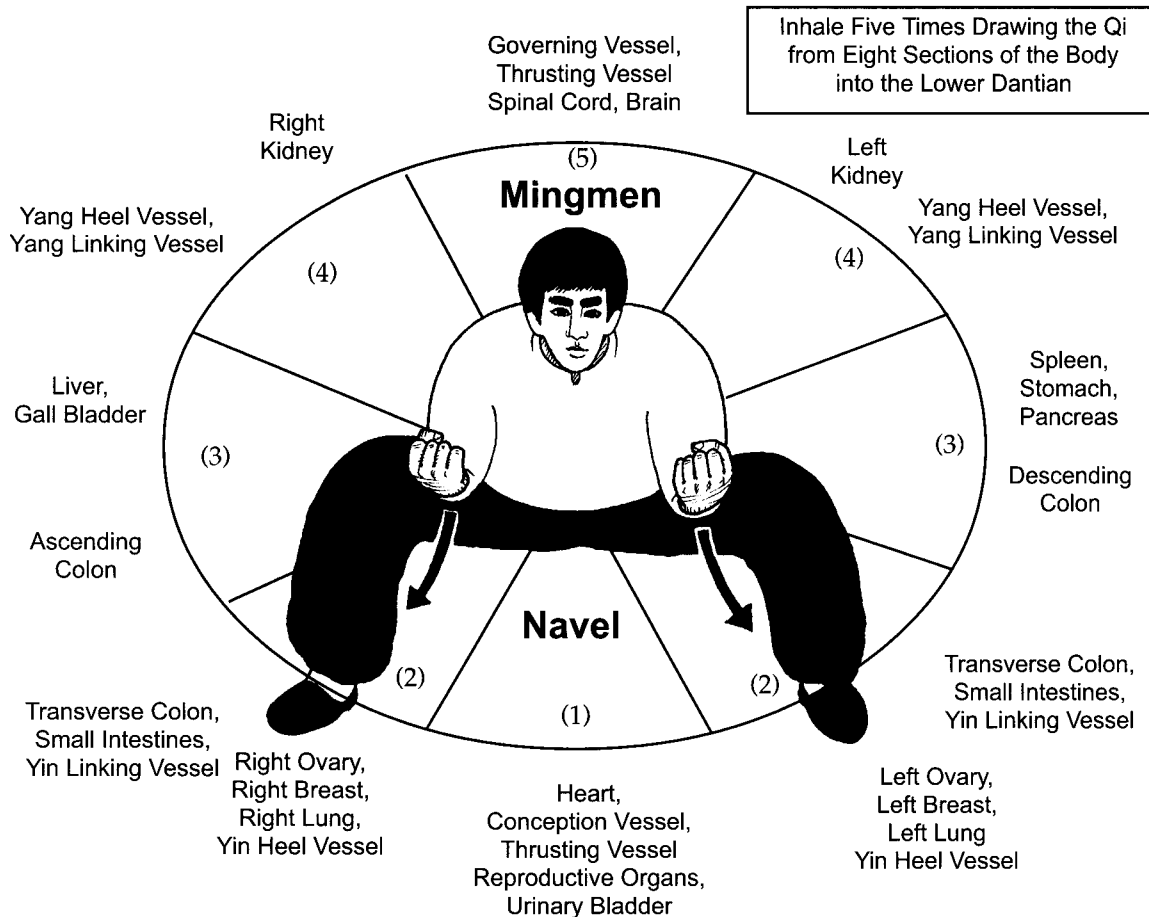 Inhale Five Times Drawing the Qi
from Eight Sections of the Body
into the Lower Dantian
Governing Vessel,
Thrusting Vessel
Spinal Cord, Brain
Right
Kidney
Left
Kidney
(5)
Mingmen
Yang Heel Vessel,
Yang Linking Vessel
Yang Heel Vessel,
Yang Linking Vessel
(4)
(4)
Liver,
Gall Bladder
Spleen,
Stomach,
Pancreas
(3)
(3)
Descending
Colon
Ascending
Colon
Navel
(2)
(2)
(1)
Transverse Colon,
Small Intestines,
Yin Linking Vessel
Transverse Colon,
Small Intestines,
Yin Linking Vessel
Right Ovary,
Right Breast,
Right Lung,
Yin Heel Vessel
Heart,
Conception Vessel,
Thrusting Vessel
Reproductive Organs,
Urinary Bladder
Left Ovary,
Left Breast,
Left Lung
Yin Heel Vessel